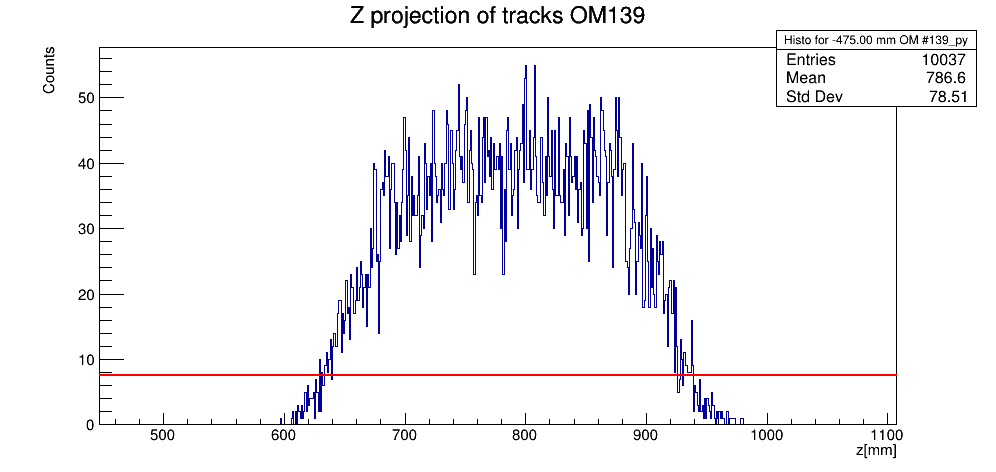 Z projection of tracks OM139
Histo for -475.00 mm OM #139_py
Entries 10037
Mean 786.6
Std Dev 78.51
Counts
50
40
30
20
10
0
500 600 700 800 900 1000 1100
z[mm]